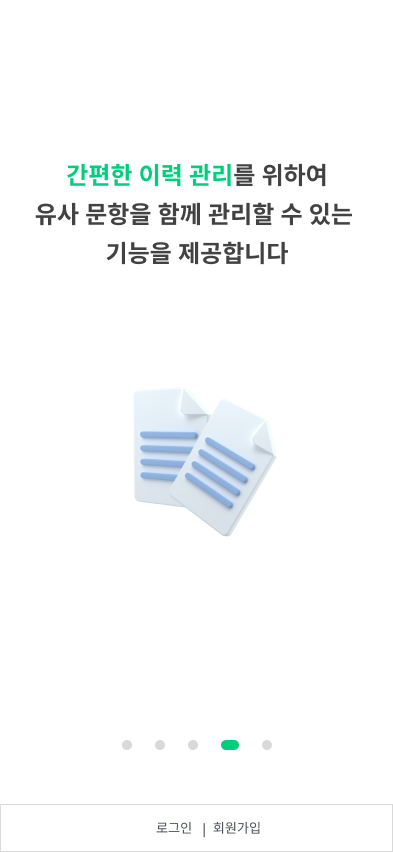 간편한 이력 관리를 위하여
유사 문항을 함께 관리할 수 있는
기능을 제공합니다
로그인 | 회원가입